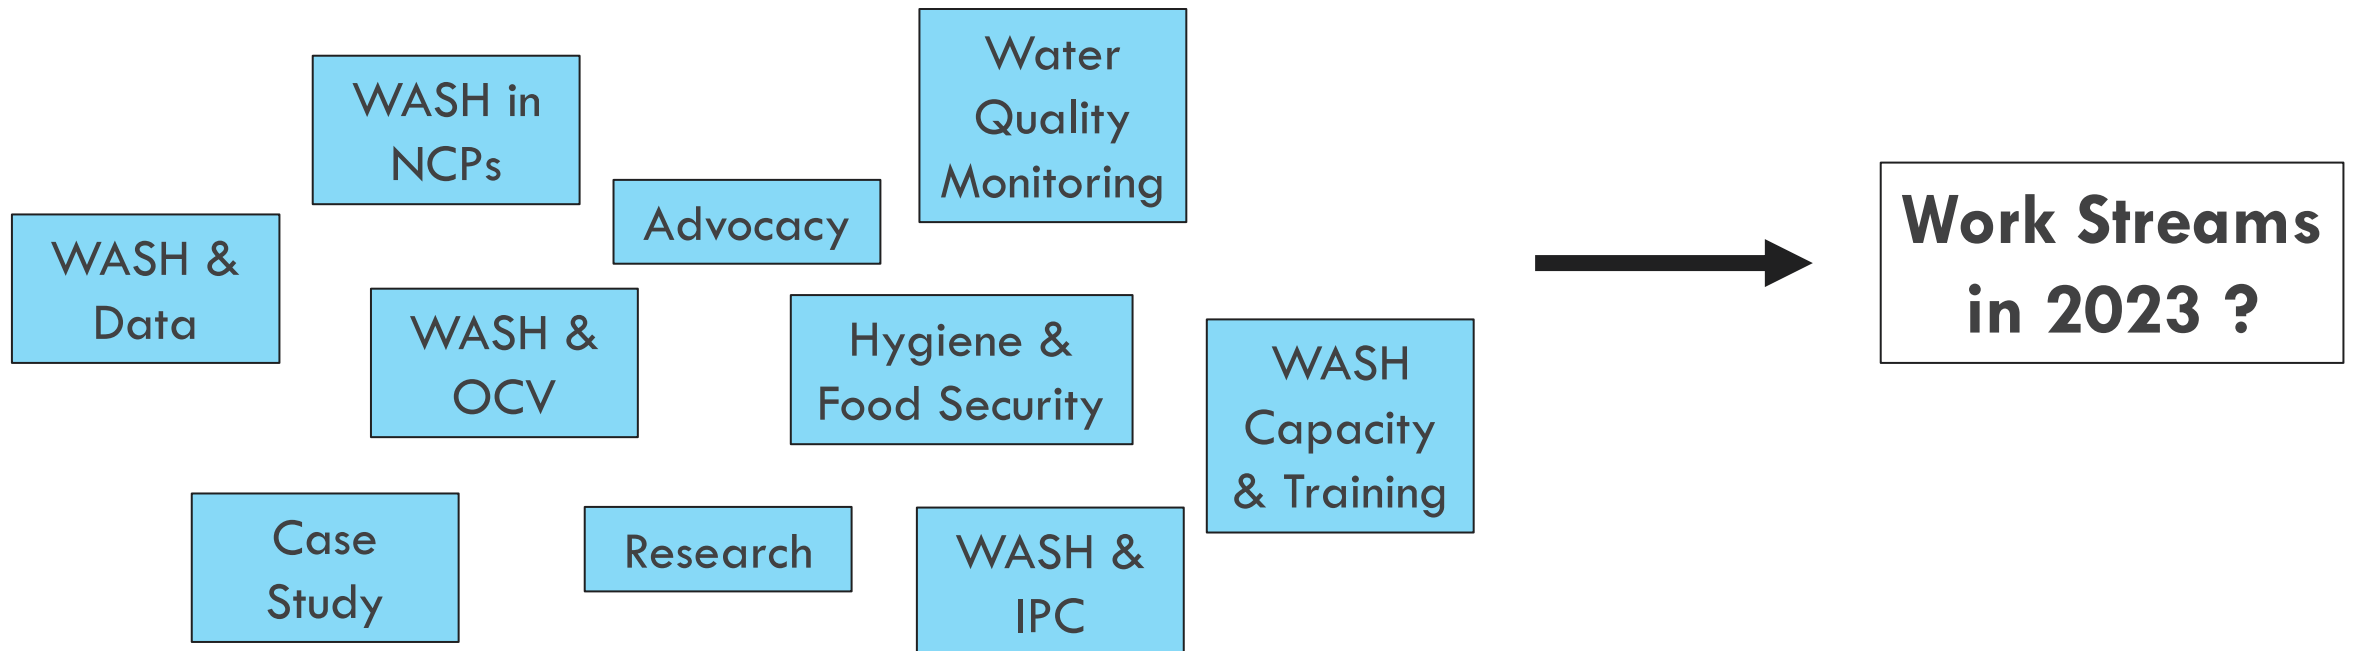 WASH in
NCPs
Water
Quality
Monitoring
Advocacy
WASH &
Data
WASH &
OCV
Hygiene &
Food Security
WASH
Capacity
& Training
Case
Study
Research
WASH &
IPC
Work Streams
in 2023 ?